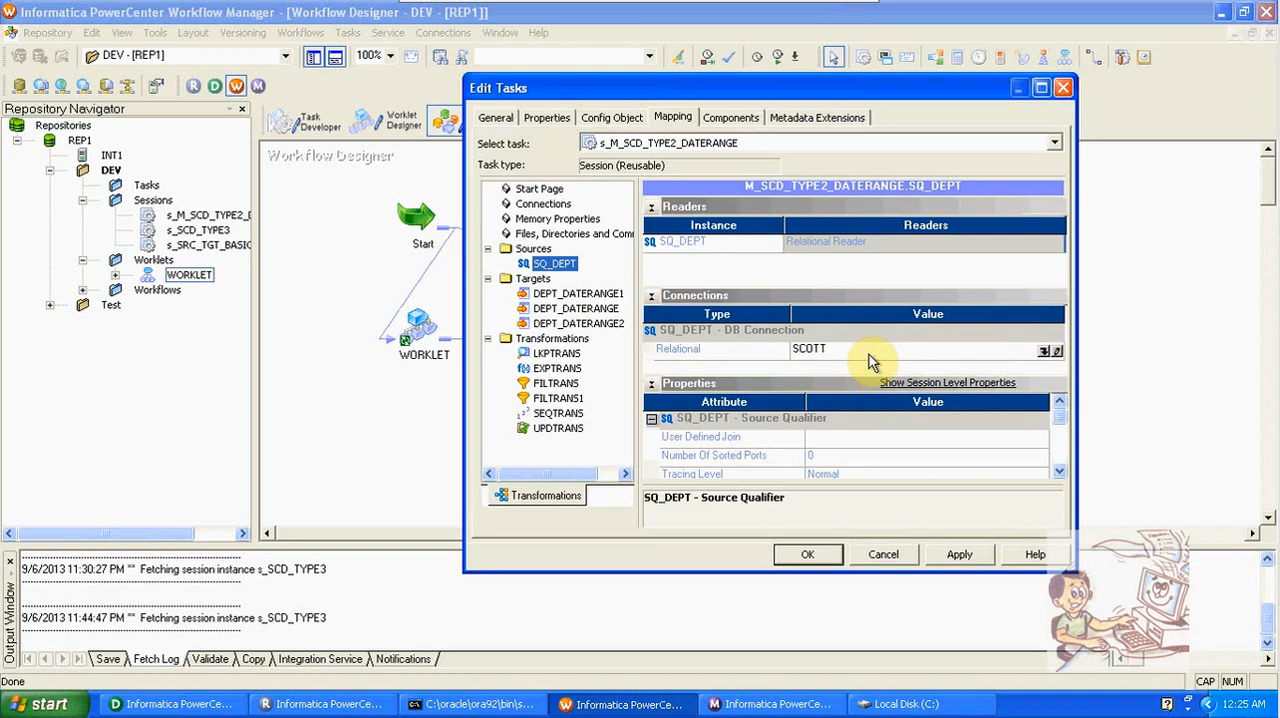 Informatica PowerCenter Workflow Manager - [Workflow Designer - DEV - [REP1]]
Repository Edit View Tools Layout Versioning Workflows Tasks Service Connections Window Help
DEV - [REP1] 100%
R D W M
Repository Navigator
Repositories
REP1
INT1
DEV
Tasks
Sessions
s_M_SCD_TYPE2_D
s_SCD_TYPE3
s_SRC_TGT_BASIC
Worklets
WORKLET
Workflows
Test
Task Developer
Worklet Designer
Workflow Designer
Start
WORKLET
Edit Tasks
General Properties Config Object Mapping Components Metadata Extensions
Select task: s_M_SCD_TYPE2_DATERANGE
Task type: Session (Reusable)
Start Page
Connections
Memory Properties
Files, Directories and Com
Sources
SQ_DEPT
Targets
DEPT_DATERANGE1
DEPT_DATERANGE
DEPT_DATERANGE2
Transformations
LKPTRANS
EXPTRANS
FILTRANS
FILTRANS1
SEQTRANS
UPDTRANS
Transformations
M_SCD_TYPE2_DATERANGE.SQ_DEPT
Readers
Instance Readers
SQ_DEPT Relational Reader
Connections
Type Value
SQ_DEPT - DB Connection
Relational SCOTT
Show Session Level Properties
Properties
Attribute Value
SQ_DEPT - Source Qualifier
User Defined Join
Number Of Sorted Ports 0
Tracing Level Normal
SQ_DEPT - Source Qualifier
OK Cancel Apply Help
Output Window
9/6/2013 11:30:27 PM ** Fetching session instance s_SCD_TYPE3
9/6/2013 11:44:47 PM ** Fetching session instance s_SCD_TYPE3
Save Fetch Log Validate Copy Integration Service Notifications
Done CAP NUM
start Informatica PowerCe... Informatica PowerCe... C:\oracle\ora92\bin\s... Informatica PowerCe... Informatica PowerCe... Local Disk (C:) 12:25 AM